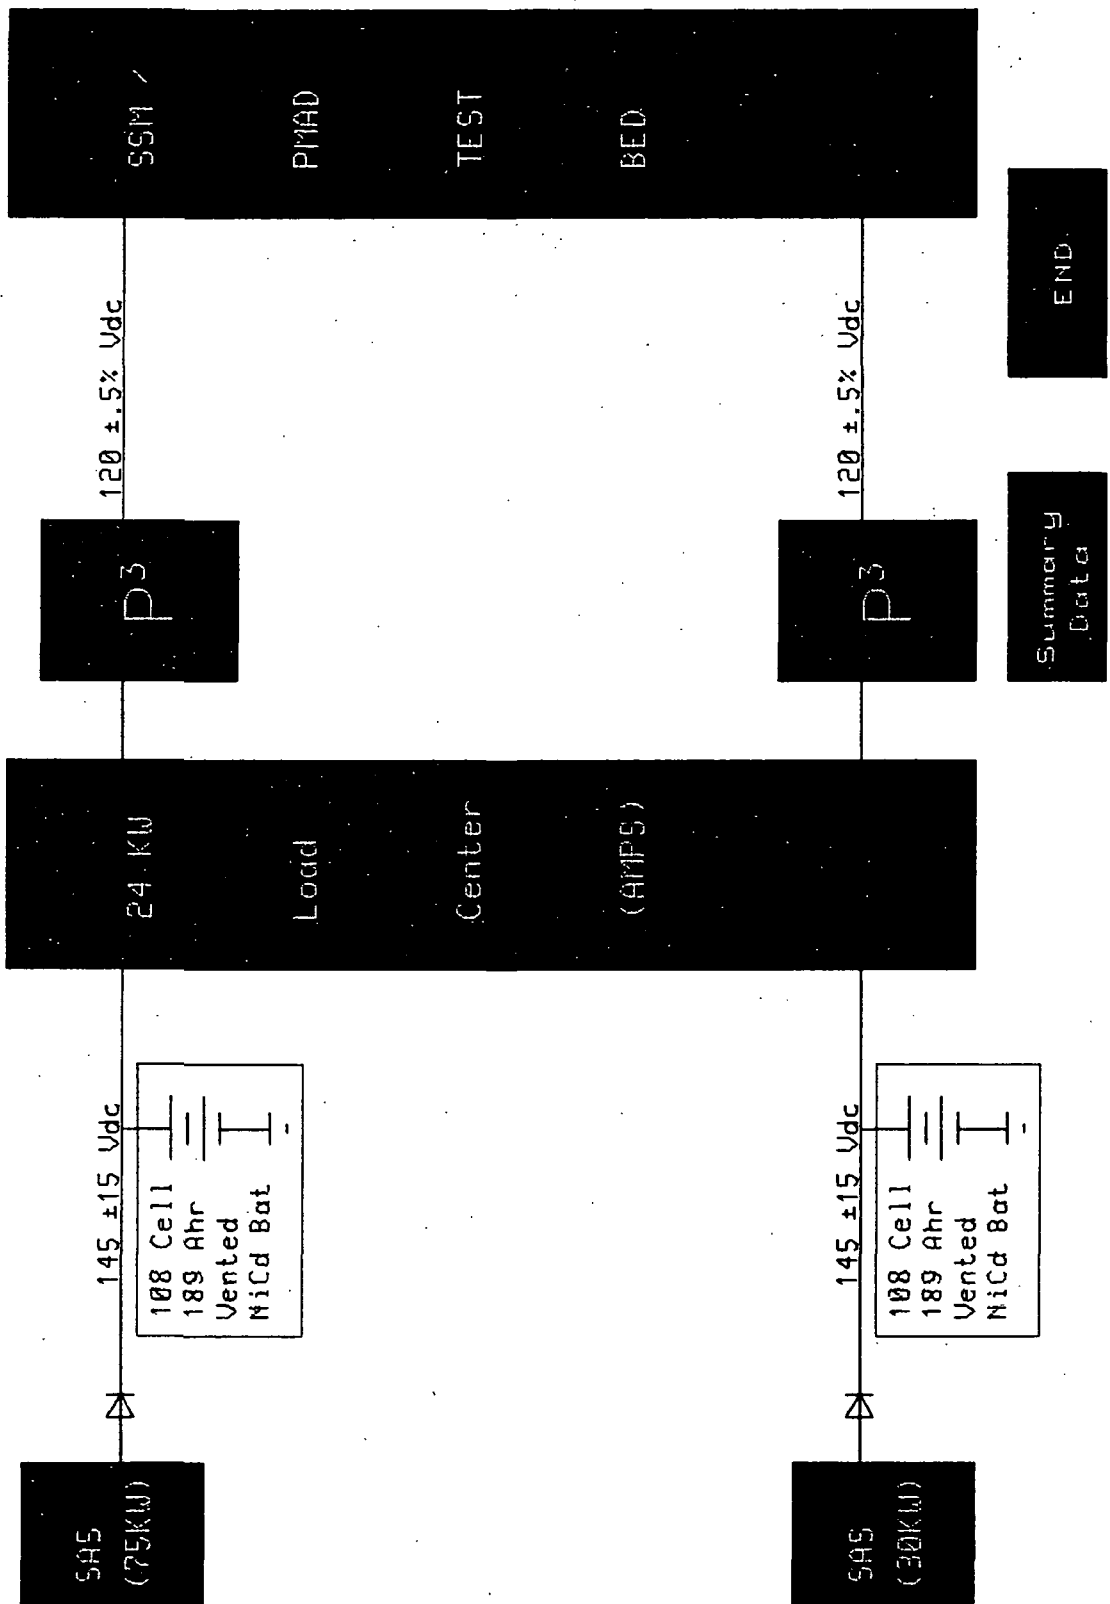 SAS
(75KW)
145 ±15 Vdc
108 Cell
189 Ahr
Vented
NiCd Bat
24 KW
Load
Center
(AMPS)
P3
120 ±.5% Vdc
SSM /
PMAD
TEST
BED
SAS
(30KW)
145 ±15 Vdc
108 Cell
189 Ahr
Vented
NiCd Bat
P3
120 ±.5% Vdc
Summary
Data
END